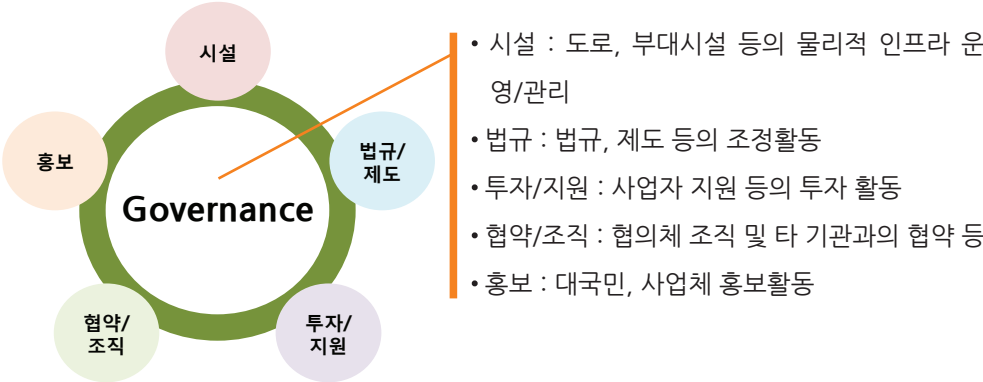 시설
홍보
법규/
제도
Governance
협약/
조직
투자/
지원
• 시설 : 도로, 부대시설 등의 물리적 인프라 운
영/관리
• 법규 : 법규, 제도 등의 조정활동
• 투자/지원 : 사업자 지원 등의 투자 활동
• 협약/조직 : 협의체 조직 및 타 기관과의 협약 등
• 홍보 : 대국민, 사업체 홍보활동